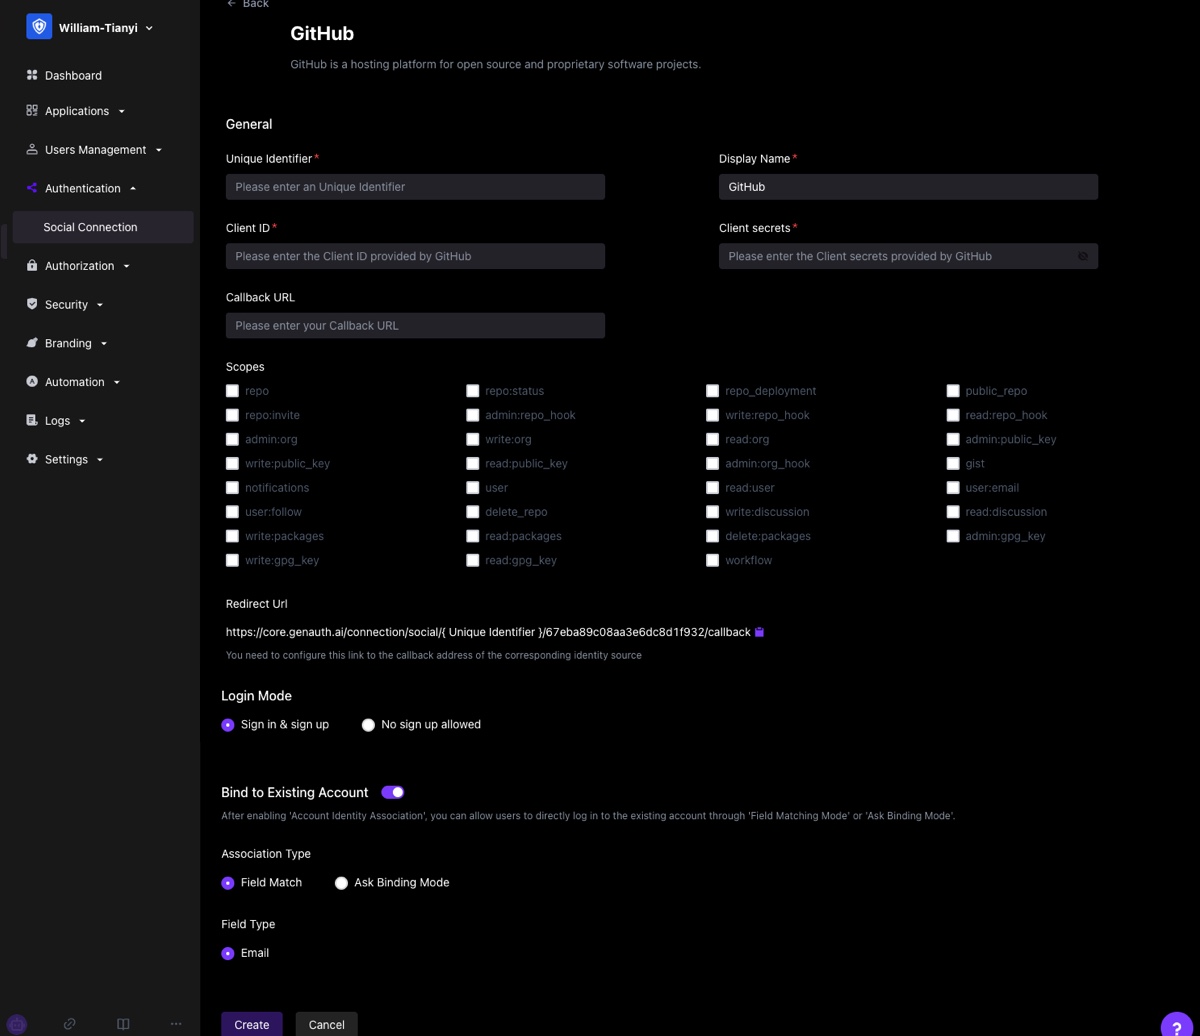 William-Tianyi
Dashboard
Applications
Users Management
Authentication
Social Connection
Authorization
Security
Branding
Automation
Logs
Settings
← Back
GitHub
GitHub is a hosting platform for open source and proprietary software projects.
General
Unique Identifier* Display Name*
Please enter an Unique Identifier GitHub
Client ID* Client secrets*
Please enter the Client ID provided by GitHub Please enter the Client secrets provided by GitHub
Callback URL
Please enter your Callback URL
Scopes
repo repo:status repo_deployment public_repo
repo:invite admin:repo_hook write:repo_hook read:repo_hook
admin:org write:org read:org admin:public_key
write:public_key read:public_key admin:org_hook gist
notifications user read:user user:email
user:follow delete_repo write:discussion read:discussion
write:packages read:packages delete:packages admin:gpg_key
write:gpg_key read:gpg_key workflow
Redirect Url
https://core.genauth.ai/connection/social/{ Unique Identifier }/67eba89c08aa3e6dc8d1f932/callback
You need to configure this link to the callback address of the corresponding identity source
Login Mode
Sign in & sign up No sign up allowed
Bind to Existing Account
After enabling 'Account Identity Association', you can allow users to directly log in to the existing account through 'Field Matching Mode' or 'Ask Binding Mode'.
Association Type
Field Match Ask Binding Mode
Field Type
Email
Create Cancel
?